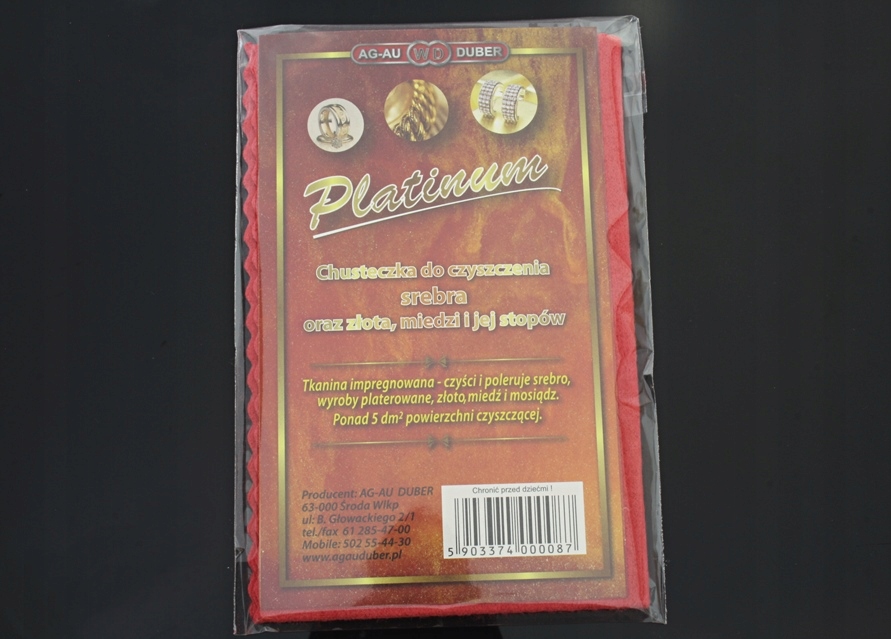 AG-AU WD DUBER
Platinum
Chusteczka do czyszczenia
srebra
oraz złota, miedzi i jej stopów
Tkanina impregnowana - czyści i poleruje srebro,
wyroby platerowane, złoto, miedź i mosiądz.
Ponad 5 dm² powierzchni czyszczącej.
Producent: AG-AU DUBER
63-000 Środa Wlkp
ul: B. Głowackiego 2/1
tel./fax 61 285-47-00
Mobile: 502 55-44-30
www.agauduber.pl
Chronić przed dziećmi !
5 903374 000087